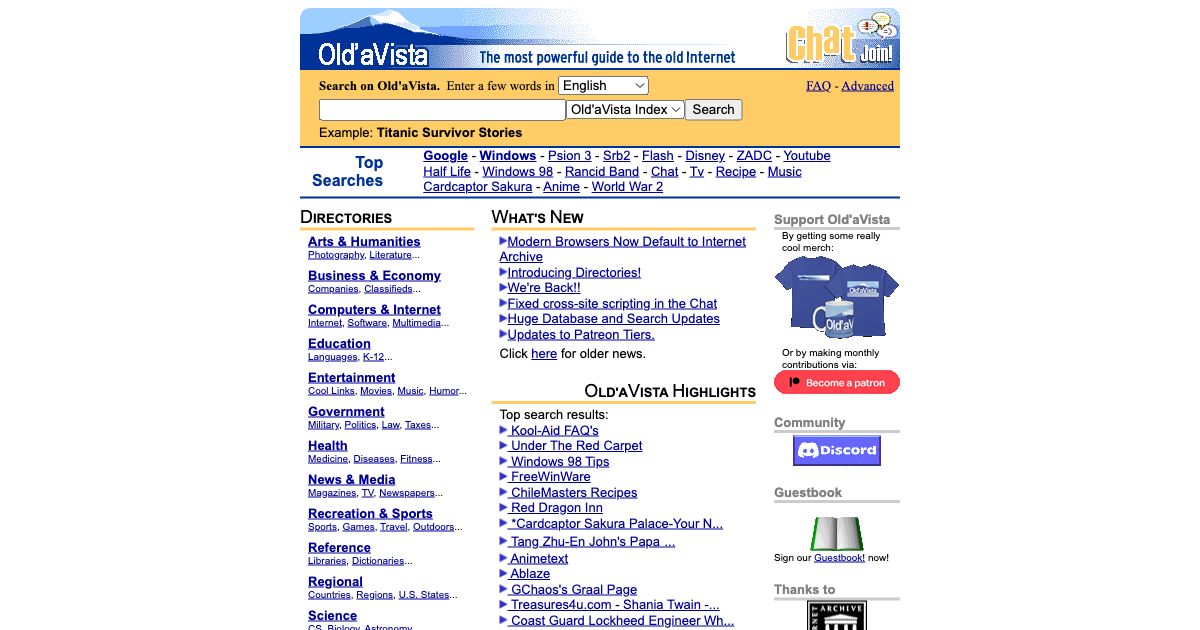 Old'aVista
The most powerful guide to the old Internet
Chat
Join!
Search on Old'aVista. Enter a few words in English
FAQ - Advanced
Old'aVista Index Search
Example: Titanic Survivor Stories
Top
Searches
Google - Windows - Psion 3 - Srb2 - Flash - Disney - ZADC - Youtube
Half Life - Windows 98 - Rancid Band - Chat - Tv - Recipe - Music
Cardcaptor Sakura - Anime - World War 2
Directories
Arts & Humanities
Photography, Literature...
Business & Economy
Companies, Classifieds...
Computers & Internet
Internet, Software, Multimedia...
Education
Languages, K-12...
Entertainment
Cool Links, Movies, Music, Humor...
Government
Military, Politics, Law, Taxes...
Health
Medicine, Diseases, Fitness...
News & Media
Magazines, TV, Newspapers...
Recreation & Sports
Sports, Games, Travel, Outdoors...
Reference
Libraries, Dictionaries...
Regional
Countries, Regions, U.S. States...
Science
CS, Biology, Astronomy...
What's New
Modern Browsers Now Default to Internet
Archive
Introducing Directories!
We're Back!!
Fixed cross-site scripting in the Chat
Huge Database and Search Updates
Updates to Patreon Tiers.
Click here for older news.
Old'aVista Highlights
Top search results:
Kool-Aid FAQ's
Under The Red Carpet
Windows 98 Tips
FreeWinWare
ChileMasters Recipes
Red Dragon Inn
*Cardcaptor Sakura Palace-Your N...
Tang Zhu-En John's Papa ...
Animetext
Ablaze
GChaos's Graal Page
Treasures4u.com - Shania Twain -...
Coast Guard Lockheed Engineer Wh...
Support Old'aVista
By getting some really
cool merch:
Old'aVista
Old'aV
Or by making monthly
contributions via:
Become a patron
Community
Discord
Guestbook
Sign our Guestbook! now!
Thanks to
ARCHIVE